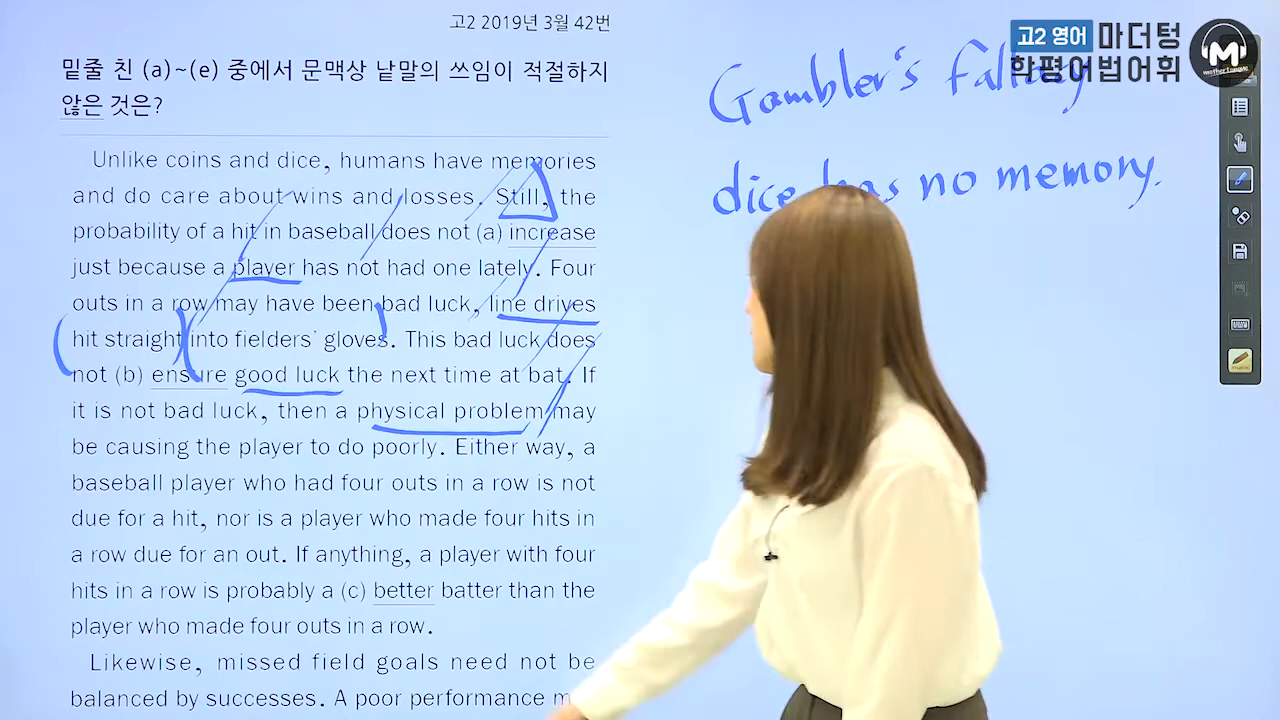 고2 2019년 3월 42번
고2 영어 마더텅
학평어법어휘
M
mother tongue
밑줄 친 (a)~(e) 중에서 문맥상 낱말의 쓰임이 적절하지
않은 것은?
Gambler's fallacy
dice has no memory.
Unlike coins and dice, humans have memories
and do care about wins and losses. Still, the
probability of a hit in baseball does not (a) increase
just because a player has not had one lately. Four
outs in a row may have been bad luck, line drives
hit straight into fielders' gloves. This bad luck does
not (b) ensure good luck the next time at bat. If
it is not bad luck, then a physical problem may
be causing the player to do poorly. Either way, a
baseball player who had four outs in a row is not
due for a hit, nor is a player who made four hits in
a row due for an out. If anything, a player with four
hits in a row is probably a (c) better batter than the
player who made four outs in a row.
Likewise, missed field goals need not be
balanced by successes. A poor performance